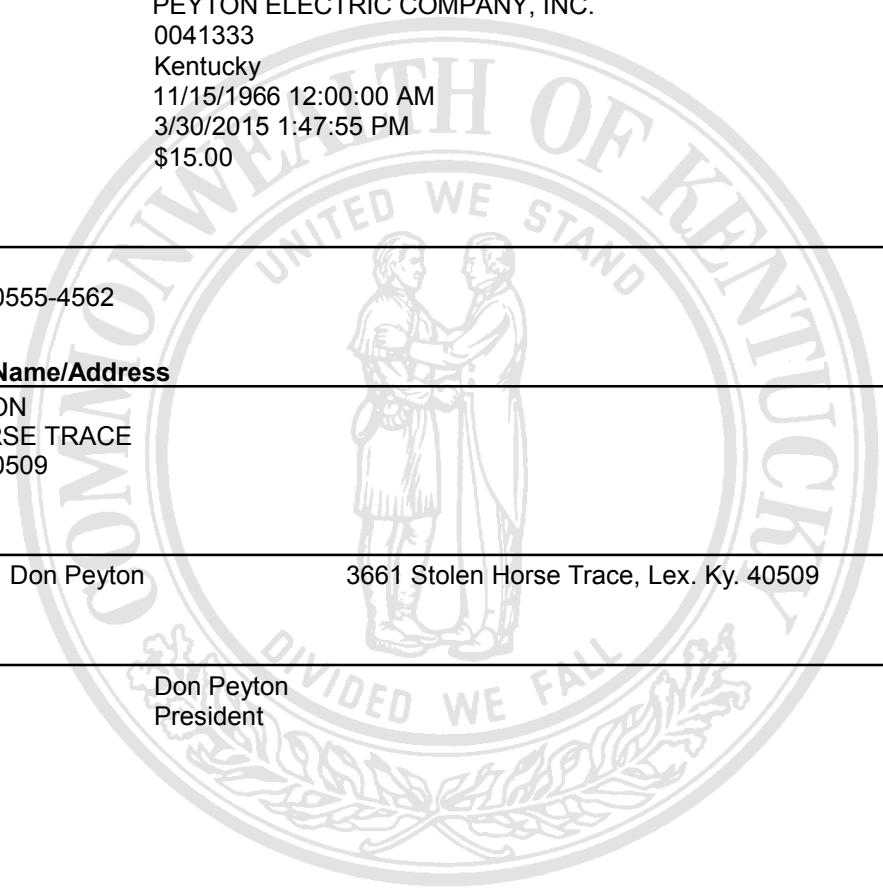 PEYTON ELECTRIC COMPANY, INC.
0041333
Kentucky
11/15/1966 12:00:00 AM
3/30/2015 1:47:55 PM
$15.00
0555-4562
Name/Address
ON
RSE TRACE
0509
Don Peyton 3661 Stolen Horse Trace, Lex. Ky. 40509
Don Peyton
President
COMMONWEALTH OF KENTUCKY
UNITED WE STAND
DIVIDED WE FALL